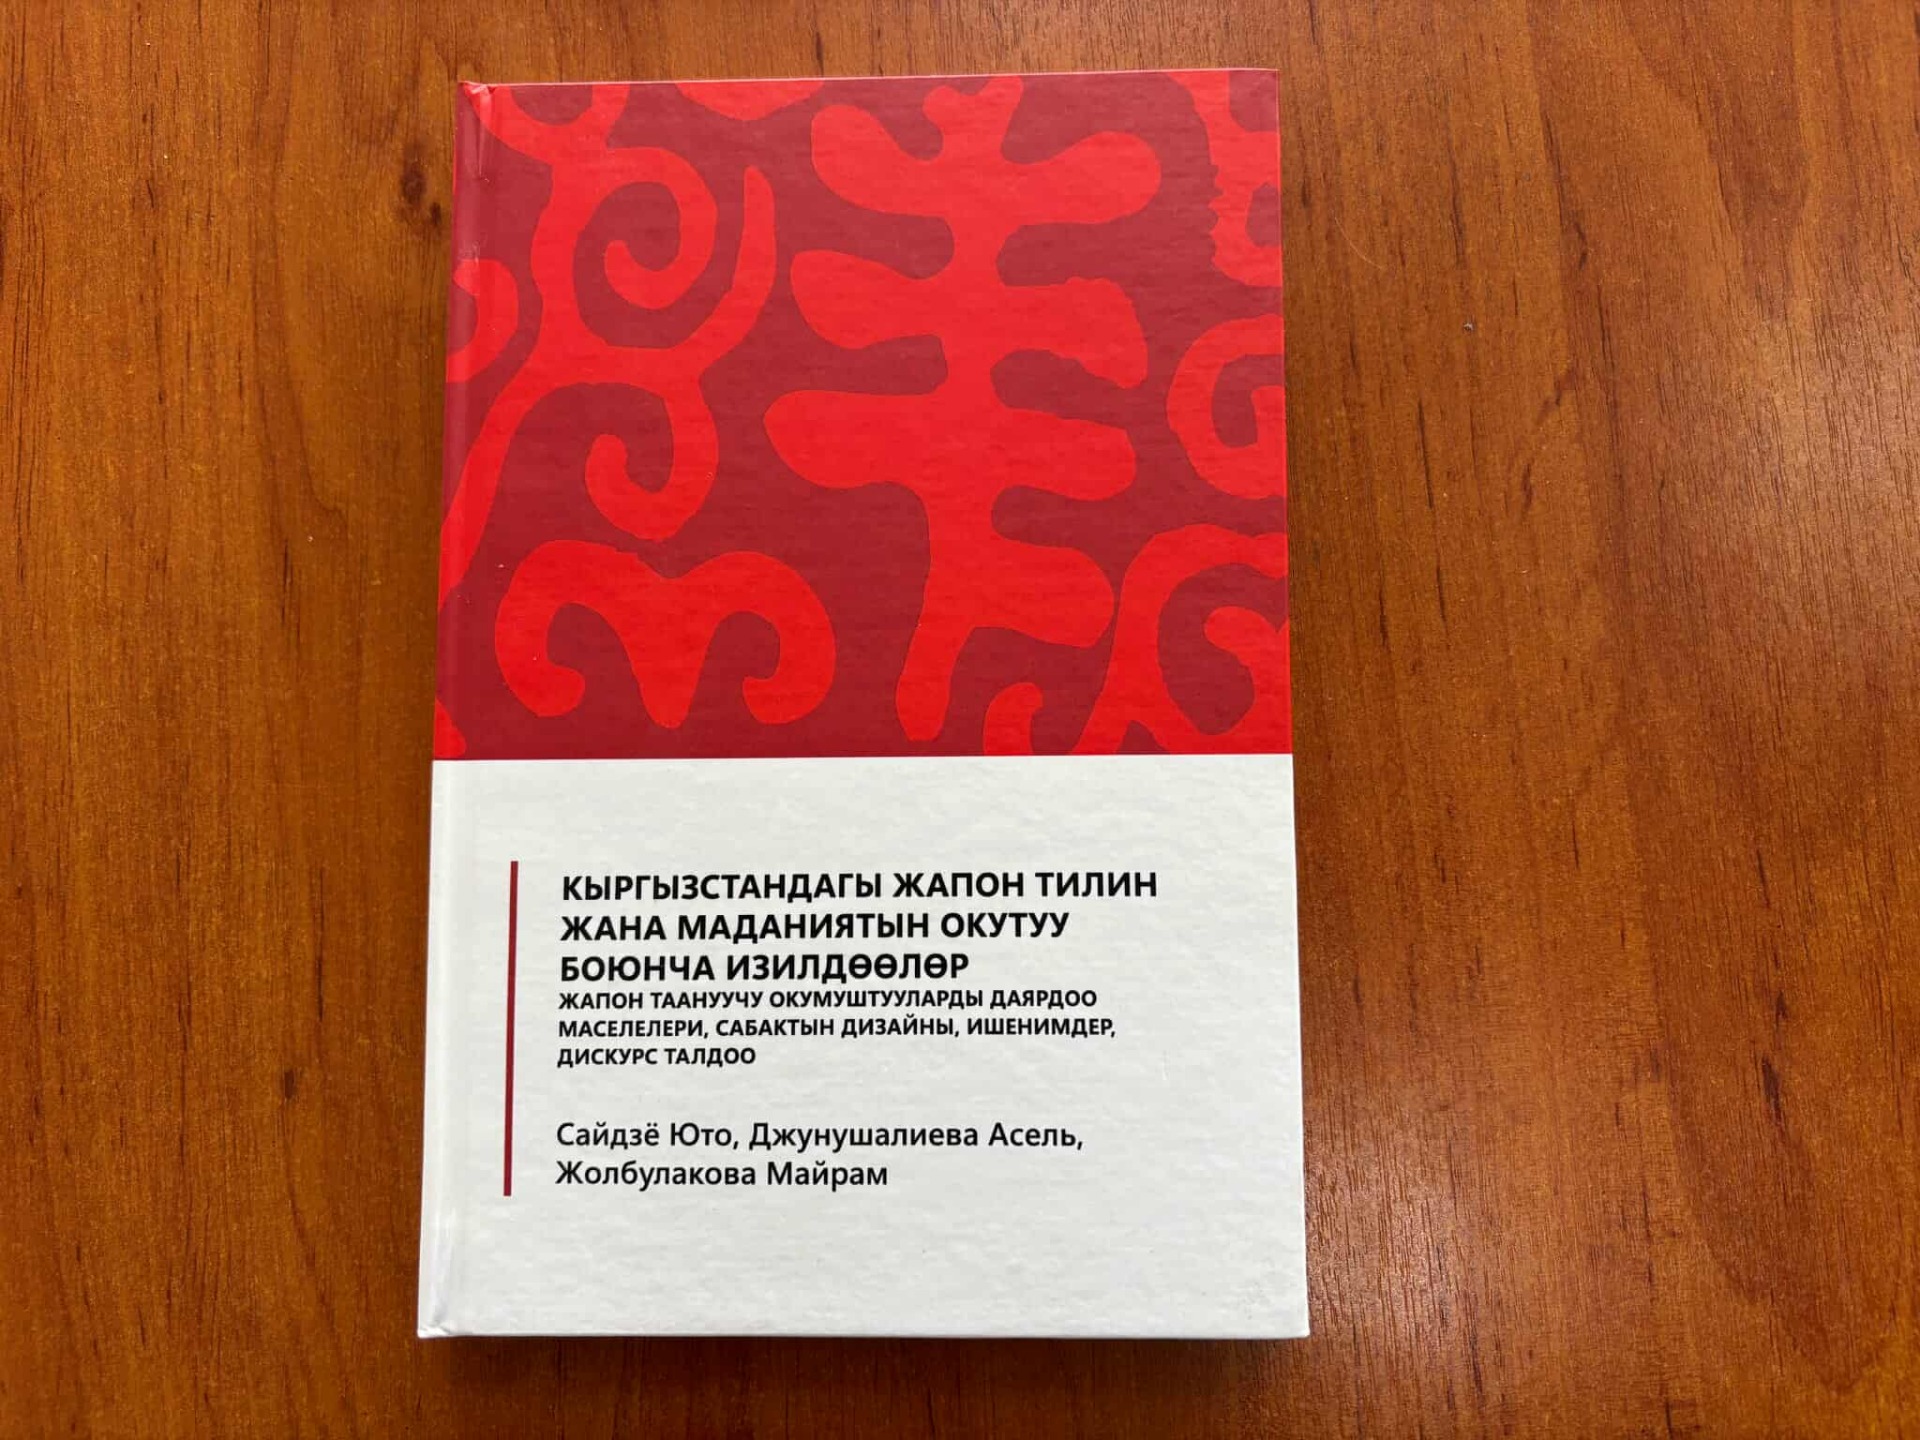 КЫРГЫЗСТАНДАГЫ ЖАПОН ТИЛИН
ЖАНА МАДАНИЯТЫН ОКУТУУ
БОЮНЧА ИЗИЛДӨӨЛӨР
ЖАПОН ТААНУУЧУ ОКУМУШТУУЛАРДЫ ДАЯРДОО
МАСЕЛЕЛЕРИ, САБАКТЫН ДИЗАЙНЫ, ИШЕНИМДЕР,
ДИСКУРС ТАЛДОО
Сайдзё Юто, Джунушалиева Асель,
Жолбулакова Майрам